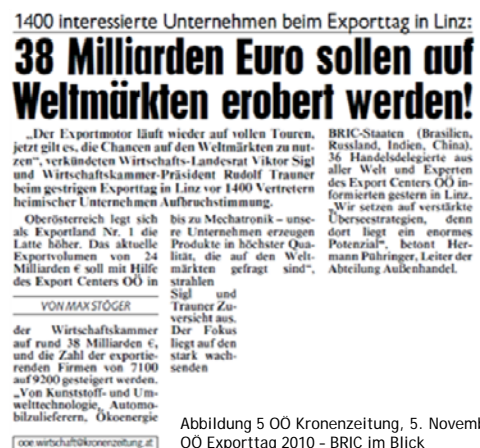 1400 interessierte Unternehmen beim Exporttag in Linz:
38 Milliarden Euro sollen auf
Weltmärkten erobert werden!
„Der Exportmotor läuft wieder auf vollen Touren,
jetzt gilt es, die Chancen auf den Weltmärkten zu nut-
zen“, verkündeten Wirtschafts-Landesrat Viktor Sigl
und Wirtschaftskammer-Präsident Rudolf Trauner
beim gestrigen Exporttag in Linz vor 1400 Vertretern
heimischer Unternehmen Aufbruchstimmung.
Oberösterreich legt sich
als Exportland Nr. 1 die
Latte höher. Das aktuelle
Exportvolumen von 24
Milliarden € soll mit Hilfe
des Export Centers OÖ in
VON MAX STÖGER
der Wirtschaftskammer
auf rund 38 Milliarden €,
und die Zahl der exportie-
renden Firmen von 7100
auf 9200 gesteigert werden.
„Von Kunststoff- und Um-
welttechnologie, Automo-
bilzulieferern, Ökoenergie
ooe.wirtschaft@kronenzeitung.at
bis zu Mechatronik – unse-
re Unternehmen erzeugen
Produkte in höchster Qua-
lität, die auf den Welt-
märkten gefragt sind“,
strahlen
Sigl und
Trauner Zu-
versicht aus.
Der Fokus
liegt auf den
stark wach-
senden
BRIC-Staaten (Brasilien,
Russland, Indien, China).
36 Handelsdelegierte aus
aller Welt und Experten
des Export Centers OÖ in-
formierten gestern in Linz.
„Wir setzen auf verstärkte
Überseestrategien, denn
dort liegt ein enormes
Potenzial“, betont Her-
mann Pühringer, Leiter der
Abteilung Außenhandel.
Abbildung 5 OÖ Kronenzeitung, 5. Novemb
OÖ Exporttag 2010 – BRIC im Blick